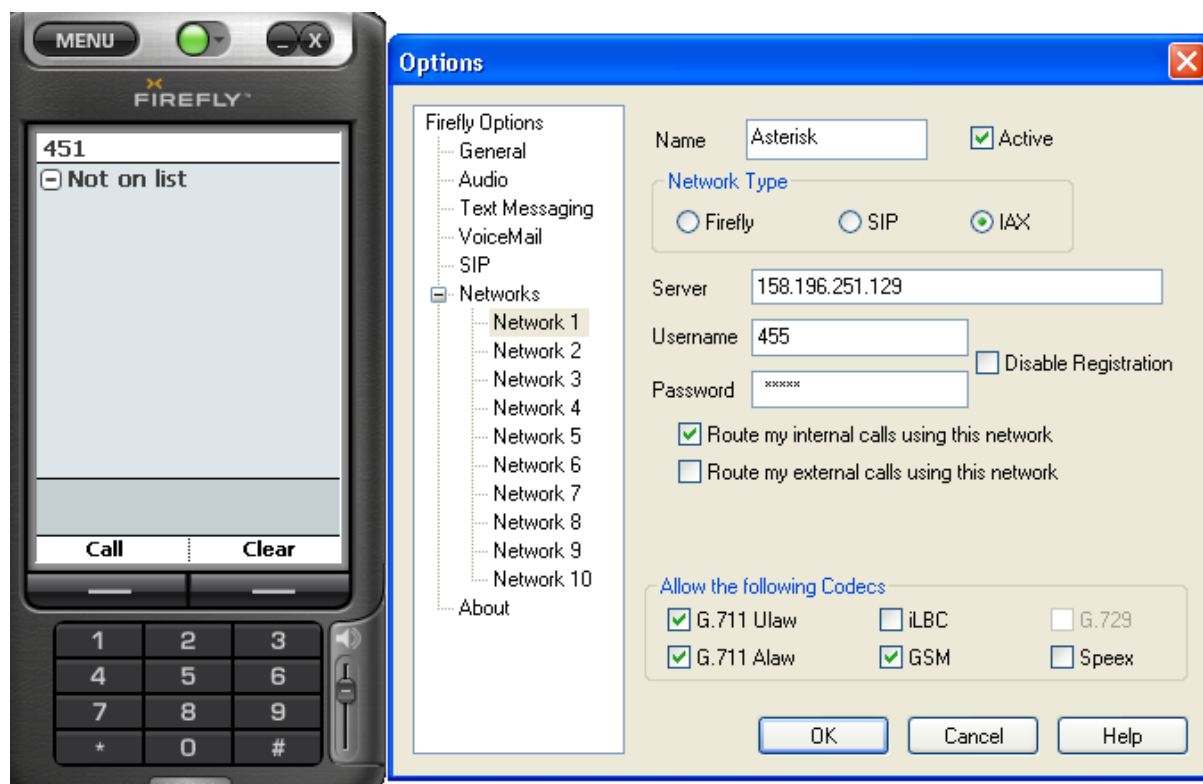 MENU
FIREFLY™
451
Not on list
Call Clear
1 2 3
4 5 6
7 8 9
* 0 #
Options
Firefly Options
General
Audio
Text Messaging
VoiceMail
SIP
Networks
Network 1
Network 2
Network 3
Network 4
Network 5
Network 6
Network 7
Network 8
Network 9
Network 10
About
Name Asterisk Active
Network Type
Firefly SIP IAX
Server 158.196.251.129
Username 455
Disable Registration
Password *****
Route my internal calls using this network
Route my external calls using this network
Allow the following Codecs
G.711 Ulaw iLBC G.729
G.711 Alaw GSM Speex
OK Cancel Help